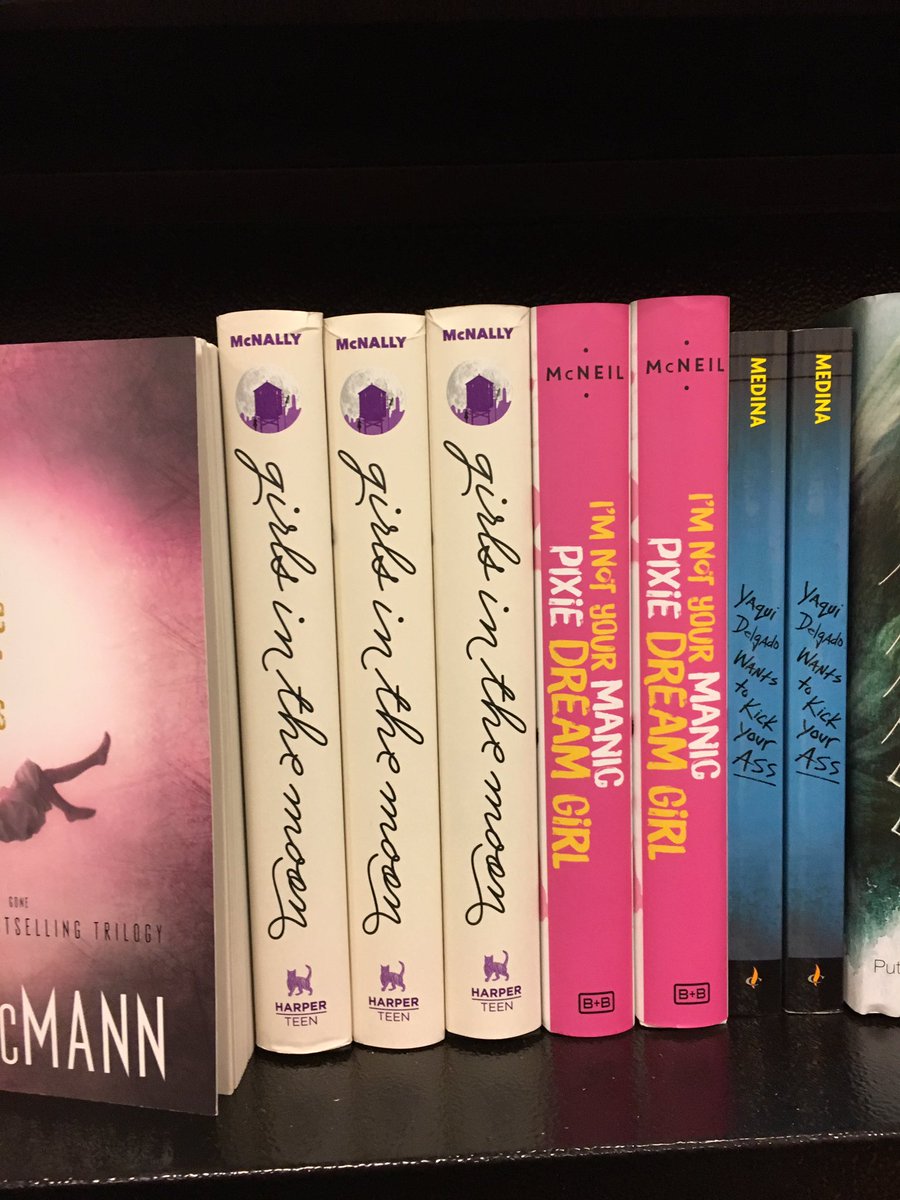 GONE
TSELLING TRILOGY
cMANN
McNALLY
girls in the moon
HARPER
TEEN
McNALLY
girls in the moon
HARPER
TEEN
McNALLY
girls in the moon
HARPER
TEEN
McNEIL
I'M NOT YOUR MANIC
PIXIE DREAM GIRL
B+B
McNEIL
I'M NOT YOUR MANIC
PIXIE DREAM GIRL
B+B
MEDINA
YAQUI
DELGADO
WANTS
to KICK
YOUR
ASS
MEDINA
YAQUI
DELGADO
WANTS
to KICK
YOUR
ASS
Put